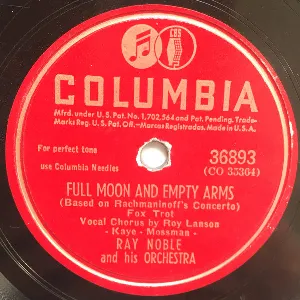 CBS
COLUMBIA
Mfrd. under U.S. Pat. No. 1,702,564 and Pat. Pending. Trade-
Marks Reg. U.S. Pat. Off.—Marcas Registradas. Made in U.S.A.
For perfect tone
use Columbia Needles
36893
(CO 35364)
FULL MOON AND EMPTY ARMS
(Based on Rachmaninoff's Concerto)
Fox Trot
Vocal Chorus by Roy Lanson
- Kaye - Mossman -
RAY NOBLE
and his ORCHESTRA